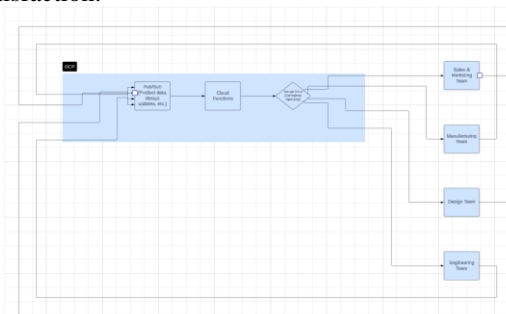 GCP
Pub/Sub
(Product data,
design
updates, etc.)
Cloud
Functions
Sales &
Marketing
Team
Manufacturing
Team
Design Team
Engineering
Team